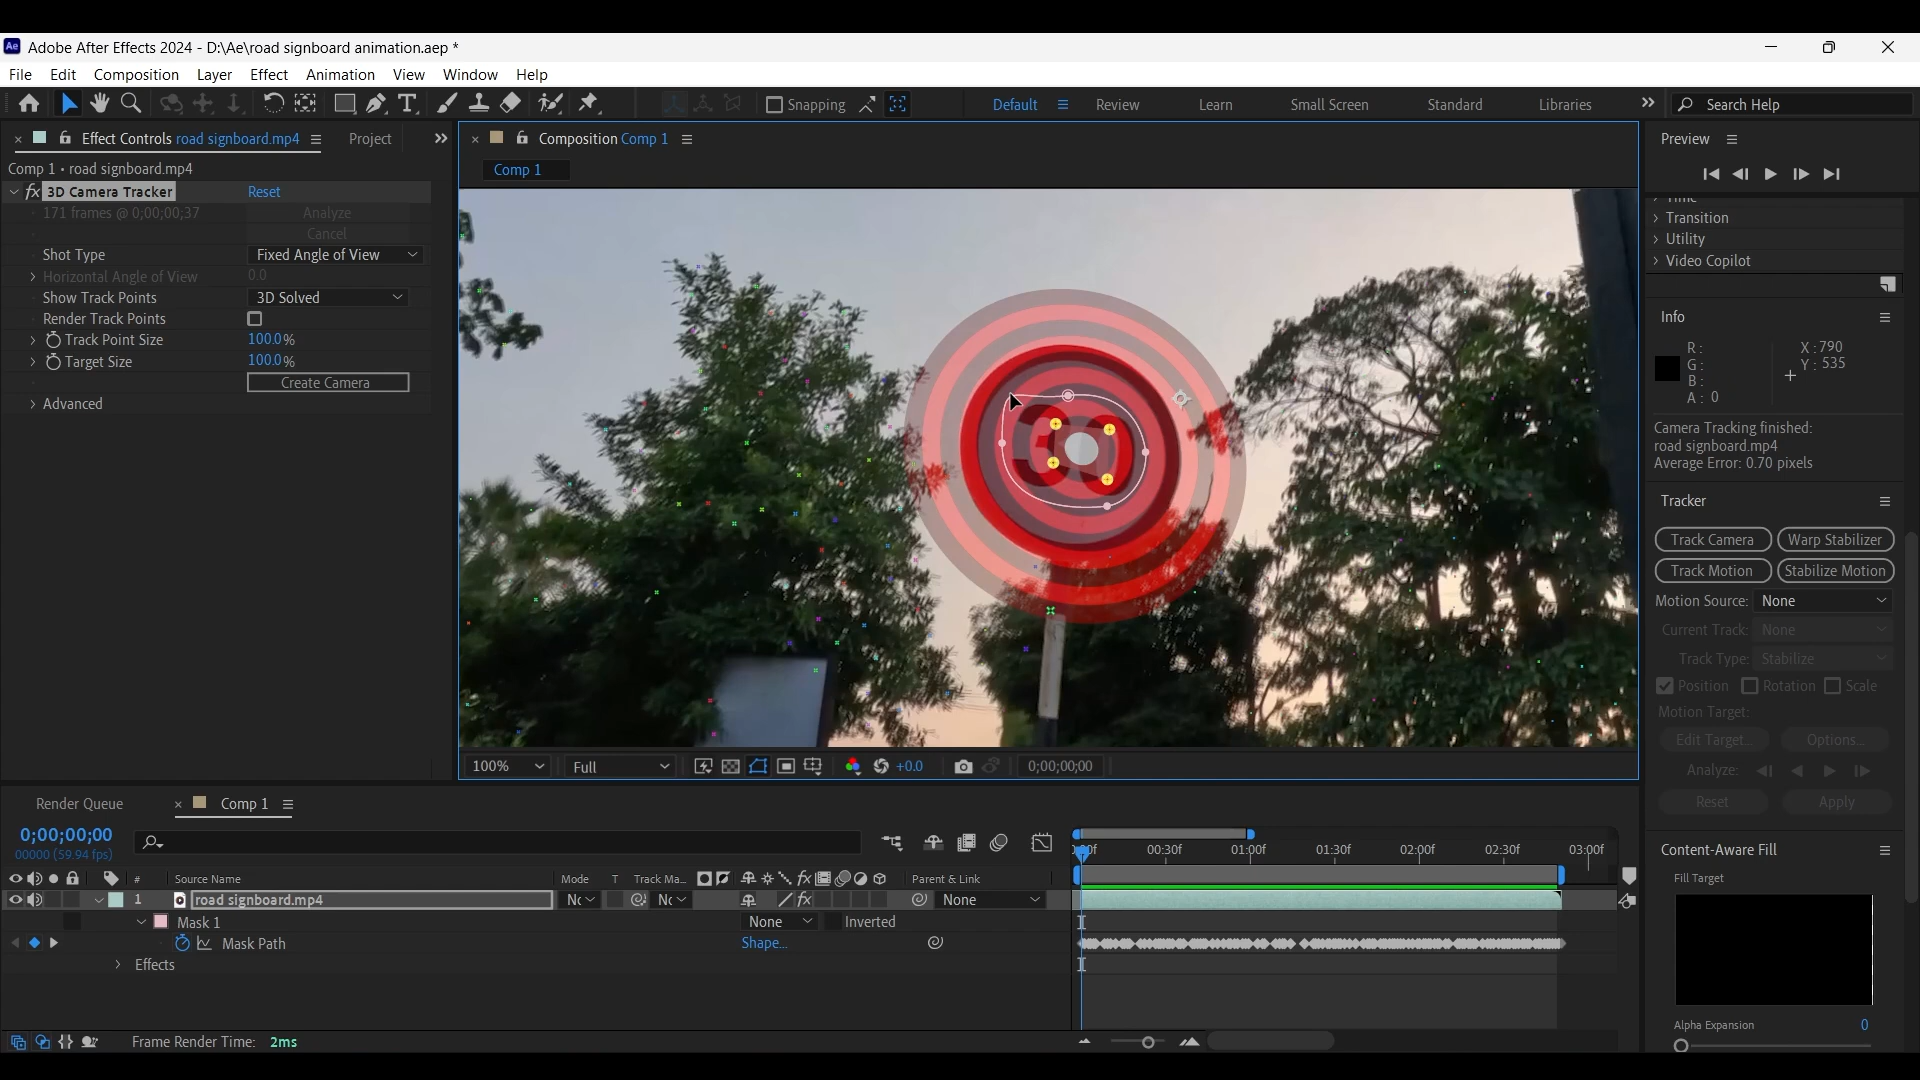 Ae Adobe After Effects 2024 - D:\Ae\road signboard animation.aep *
File Edit Composition Layer Effect Animation View Window Help
Snapping Default Review Learn Small Screen Standard Libraries Search Help
Effect Controls road signboard.mp4 Project
Comp 1 • road signboard.mp4
fx 3D Camera Tracker Reset
171 frames @ 0;00;00;37 Analyze
Cancel
Shot Type Fixed Angle of View
Horizontal Angle of View 0.0
Show Track Points 3D Solved
Render Track Points
Track Point Size 100.0%
Target Size 100.0%
Create Camera
Advanced
Composition Comp 1
Comp 1
100% Full +0.0 0;00;00;00
Preview
Time
Transition
Utility
Video Copilot
Info
R:
G:
B:
A: 0
X: 790
Y: 535
Camera Tracking finished:
road signboard.mp4
Average Error: 0.70 pixels
Tracker
Track Camera Warp Stabilizer
Track Motion Stabilize Motion
Motion Source: None
Current Track: None
Track Type: Stabilize
Position Rotation Scale
Motion Target:
Edit Target... Options...
Analyze:
Reset Apply
Content-Aware Fill
Fill Target
Alpha Expansion 0
Render Queue Comp 1
0;00;00;00
00000 (59.94 fps)
# Source Name Mode T Track Ma... fx Parent & Link
00:30f 01:00f 01:30f 02:00f 02:30f 03:00f
1 road signboard.mp4 fx None
Mask 1 None Inverted
Mask Path Shape...
Effects
Frame Render Time: 2ms